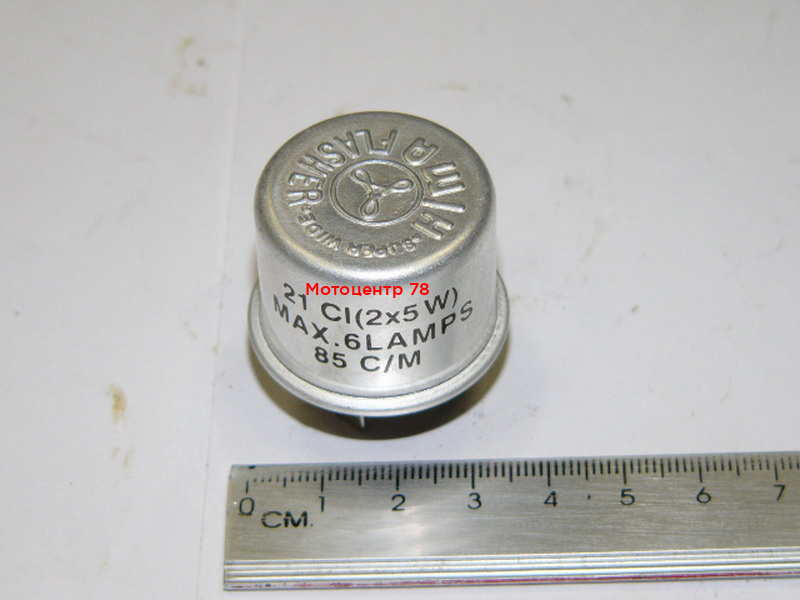 FLASHER
·SUPER WIDE·
Мотоцентр 78
21 CI(2x5W)
MAX.6LAMPS
85 C/M
0 1 2 3 4 5 6 7
CM.